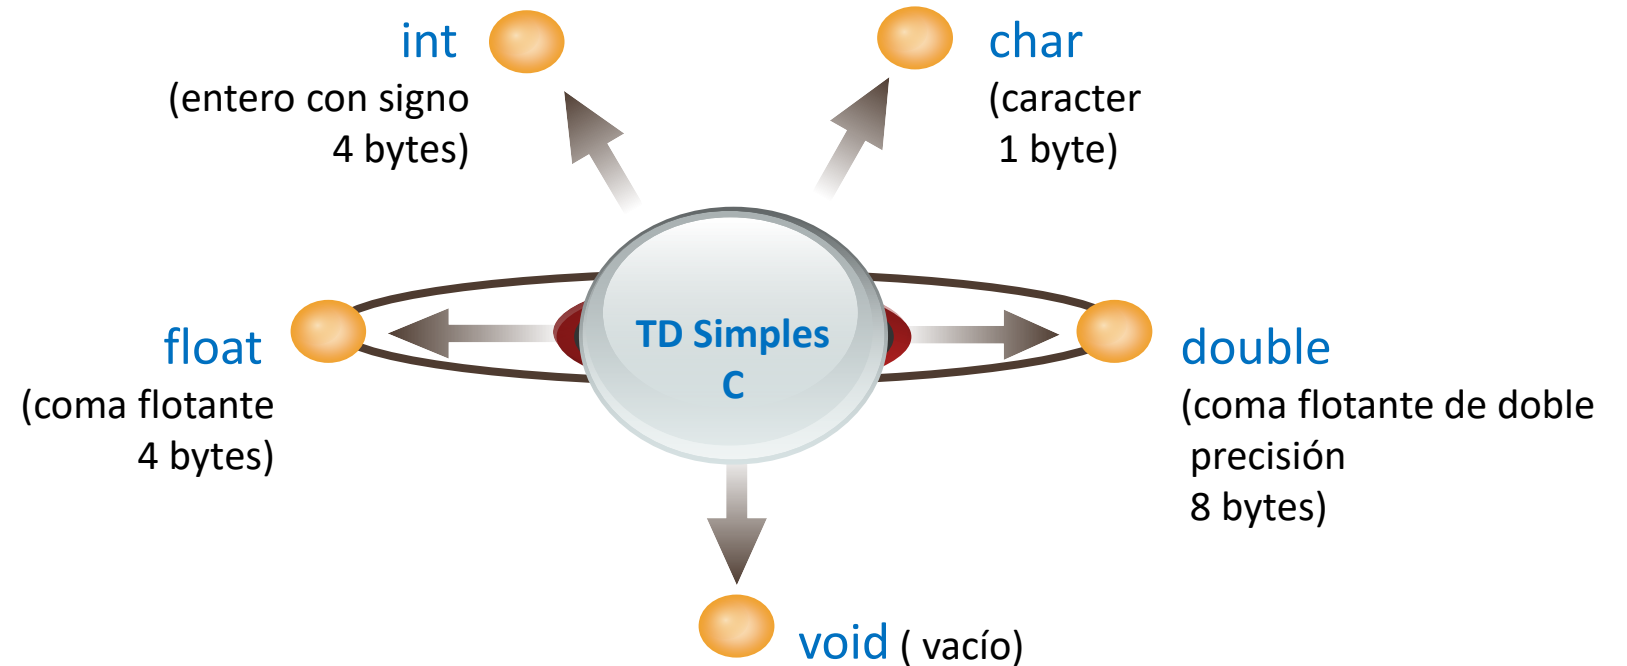 int
(entero con signo
4 bytes)
char
(caracter
1 byte)
TD Simples
C
float
(coma flotante
4 bytes)
double
(coma flotante de doble
precisión
8 bytes)
void ( vacío)